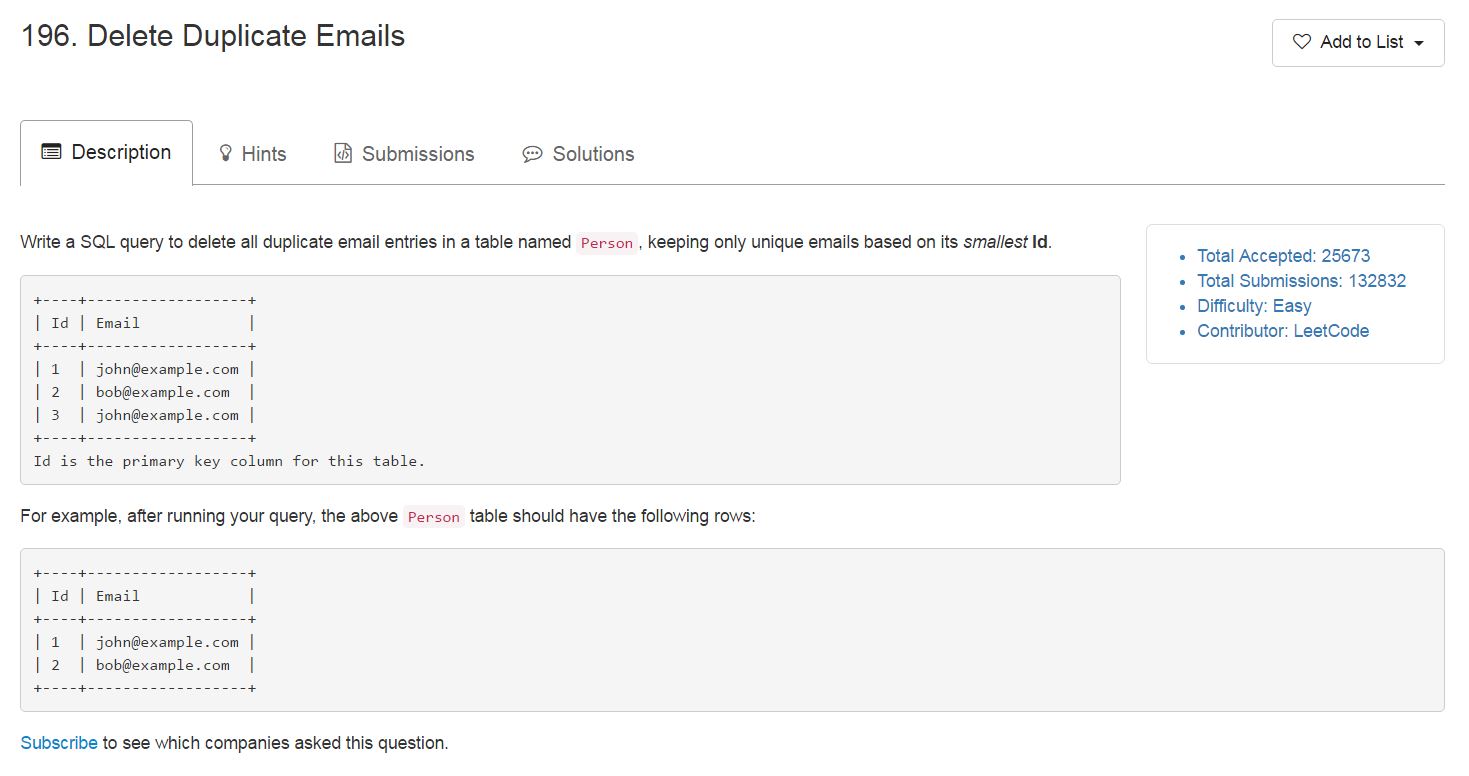 196. Delete Duplicate Emails
Add to List
Description
Hints
Submissions
Solutions
Write a SQL query to delete all duplicate email entries in a table named Person, keeping only unique emails based on its smallest Id.
Total Accepted: 25673
Total Submissions: 132832
Difficulty: Easy
Contributor: LeetCode
+----+------------------+
| Id | Email            |
+----+------------------+
| 1  | john@example.com |
| 2  | bob@example.com  |
| 3  | john@example.com |
+----+------------------+
Id is the primary key column for this table.
For example, after running your query, the above Person table should have the following rows:
+----+------------------+
| Id | Email            |
+----+------------------+
| 1  | john@example.com |
| 2  | bob@example.com  |
+----+------------------+
Subscribe to see which companies asked this question.